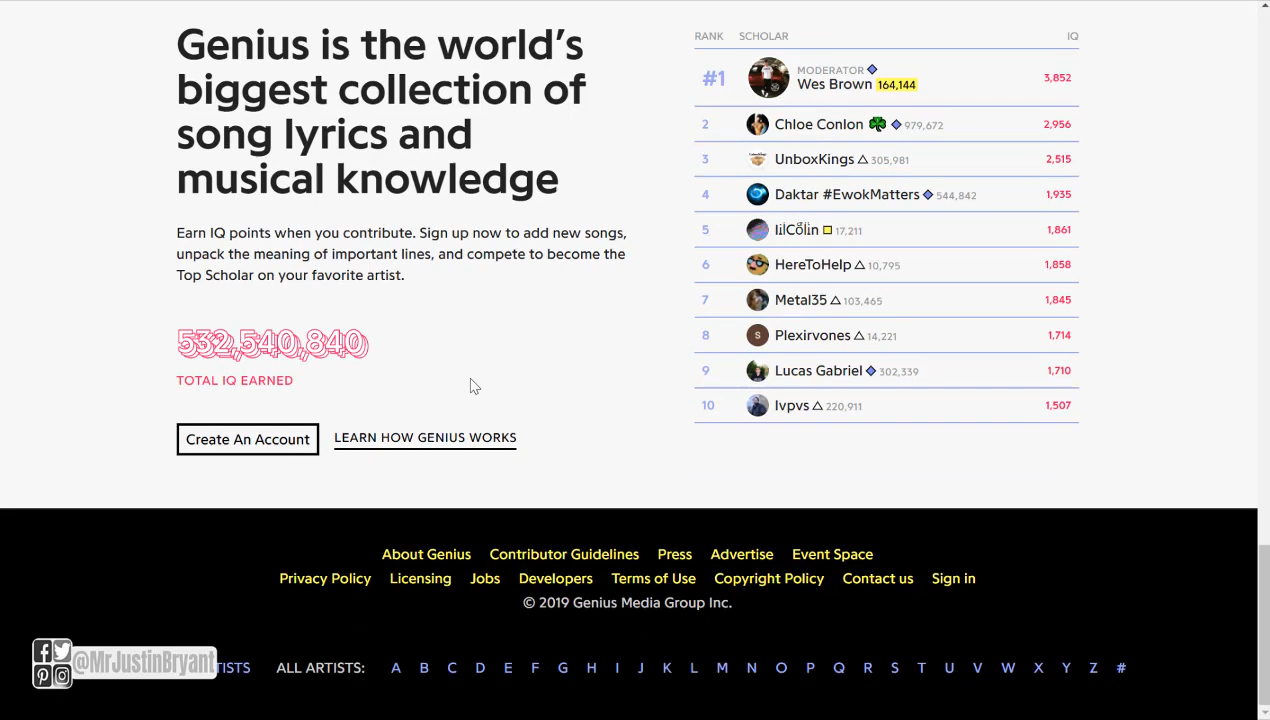 Genius is the world's
biggest collection of
song lyrics and
musical knowledge
Earn IQ points when you contribute. Sign up now to add new songs,
unpack the meaning of important lines, and compete to become the
Top Scholar on your favorite artist.
532,540,840
TOTAL IQ EARNED
Create An Account LEARN HOW GENIUS WORKS
RANK SCHOLAR IQ
MODERATOR
#1 Wes Brown 164,144 3,852
2 Chloe Conlon 979,672 2,956
3 UnboxKings 305,981 2,515
4 Daktar #EwokMatters 544,842 1,935
5 17,211 1,861
6 HereToHelp 10,795 1,858
7 Metal35 103,465 1,845
8 S Plexirvones 14,221 1,714
9 Lucas Gabriel 302,339 1,710
10 220,911 1,507
About Genius Contributor Guidelines Press Advertise Event Space
Privacy Policy Licensing Jobs Developers Terms of Use Copyright Policy Contact us Sign in
© 2019 Genius Media Group Inc.
@MrJustinBryant TISTS ALL ARTISTS: A B C D E F G H I J K L M N O P Q R S T U V W X Y Z #